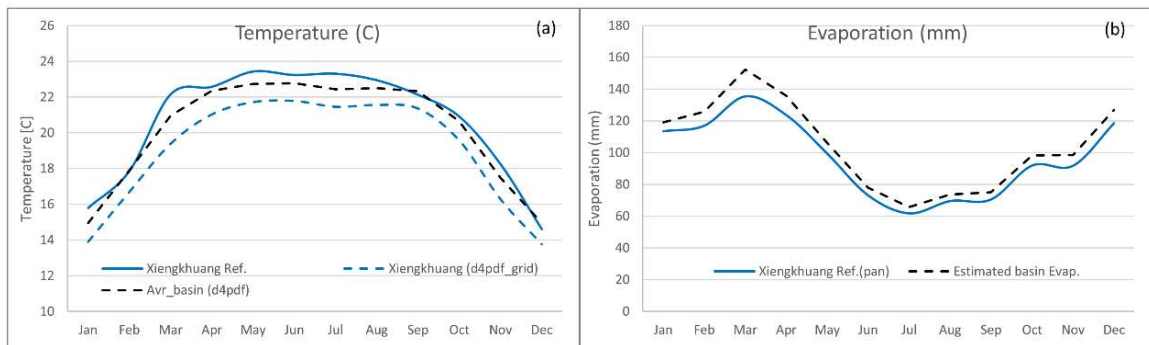 Temperature (C)
(a)
26
24
22
20
18
16
14
12
10
Temperature [C]
Xiengkhuang Ref.
Xiengkhuang (d4pdf_grid)
Avr_basin (d4pdf)
Jan Feb Mar Apr May Jun Jul Aug Sep Oct Nov Dec
Evaporation (mm)
(b)
180
160
140
120
100
80
60
40
20
0
Evaporation (mm)
Xiengkhuang Ref.(pan)
Estimated basin Evap.
Jan Feb Mar Apr May Jun Jul Aug Sep Oct Nov Dec